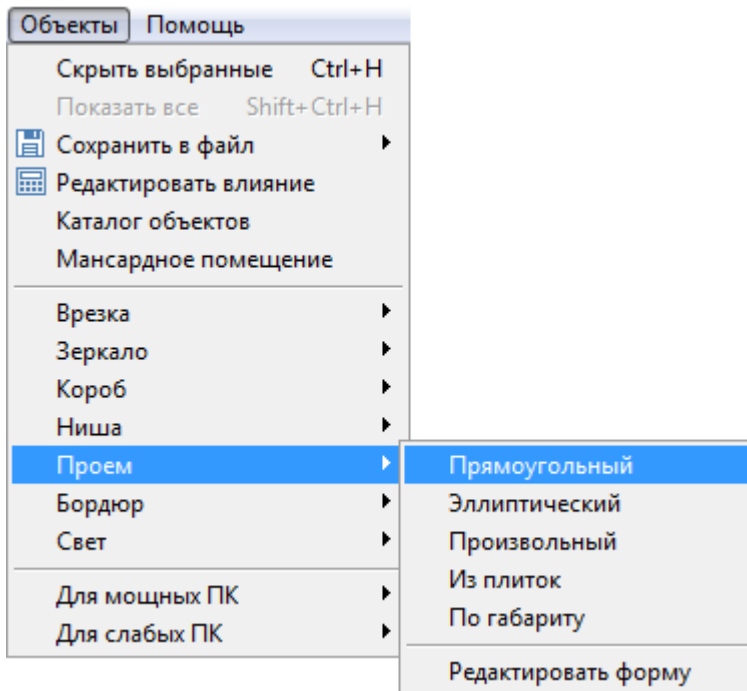 Объекты Помощь
Скрыть выбранные Ctrl+H
Показать все Shift+Ctrl+H
Сохранить в файл
Редактировать влияние
Каталог объектов
Мансардное помещение
Врезка
Зеркало
Короб
Ниша
Проем
Бордюр
Свет
Для мощных ПК
Для слабых ПК
Прямоугольный
Эллиптический
Произвольный
Из плиток
По габариту
Редактировать форму